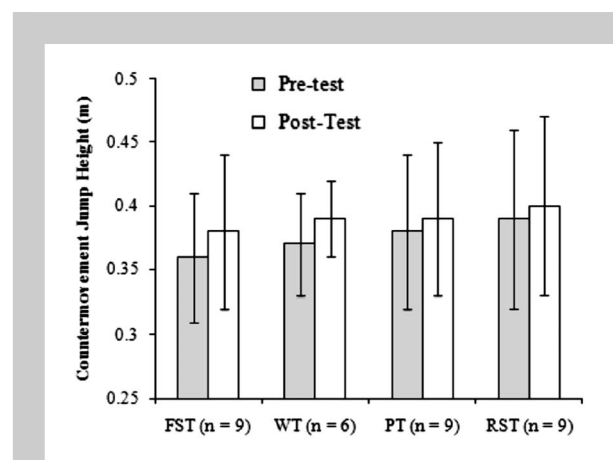 Countermovement Jump Height (m)
0.5
0.45
0.4
0.35
0.3
0.25
Pre-test
Post-Test
FST (n = 9) WT (n = 6) PT (n = 9) RST (n = 9)